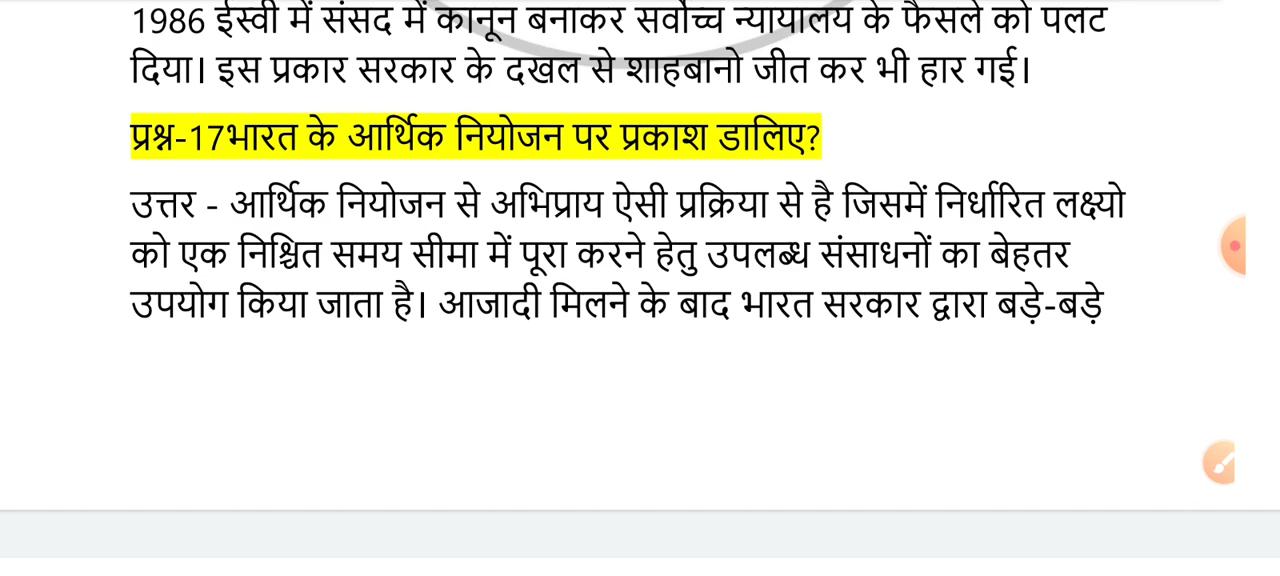 1986 ईस्वी में संसद में कानून बनाकर सर्वोच्च न्यायालय के फैसले को पलट
दिया। इस प्रकार सरकार के दखल से शाहबानो जीत कर भी हार गई।
प्रश्न-17भारत के आर्थिक नियोजन पर प्रकाश डालिए?
उत्तर - आर्थिक नियोजन से अभिप्राय ऐसी प्रक्रिया से है जिसमें निर्धारित लक्ष्यो
को एक निश्चित समय सीमा में पूरा करने हेतु उपलब्ध संसाधनों का बेहतर
उपयोग किया जाता है। आजादी मिलने के बाद भारत सरकार द्वारा बड़े-बड़े